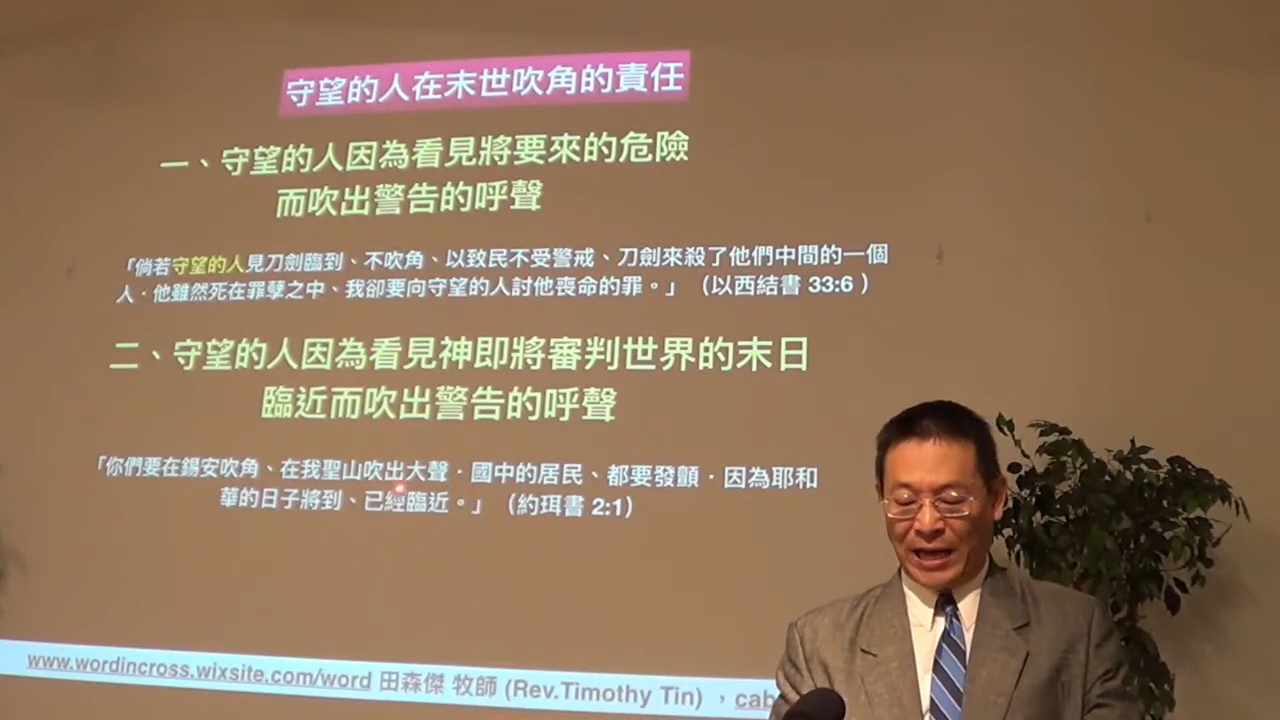 守望的人在末世吹角的責任
一、守望的人因為看見將要來的危險
而吹出警告的呼聲
「倘若守望的人見刀劍臨到、不吹角、以致民不受警戒、刀劍來殺了他們中間的一個
人．他雖然死在罪孽之中、我卻要向守望的人討他喪命的罪。」（以西結書 33:6 ）
二、守望的人因為看見神即將審判世界的末日
臨近而吹出警告的呼聲
「你們要在錫安吹角、在我聖山吹出大聲．國中的居民、都要發顫．因為耶和
華的日子將到、已經臨近。」（約珥書 2:1）
www.wordincross.wixsite.com/word 田森傑 牧師 (Rev.Timothy Tin) ，cab